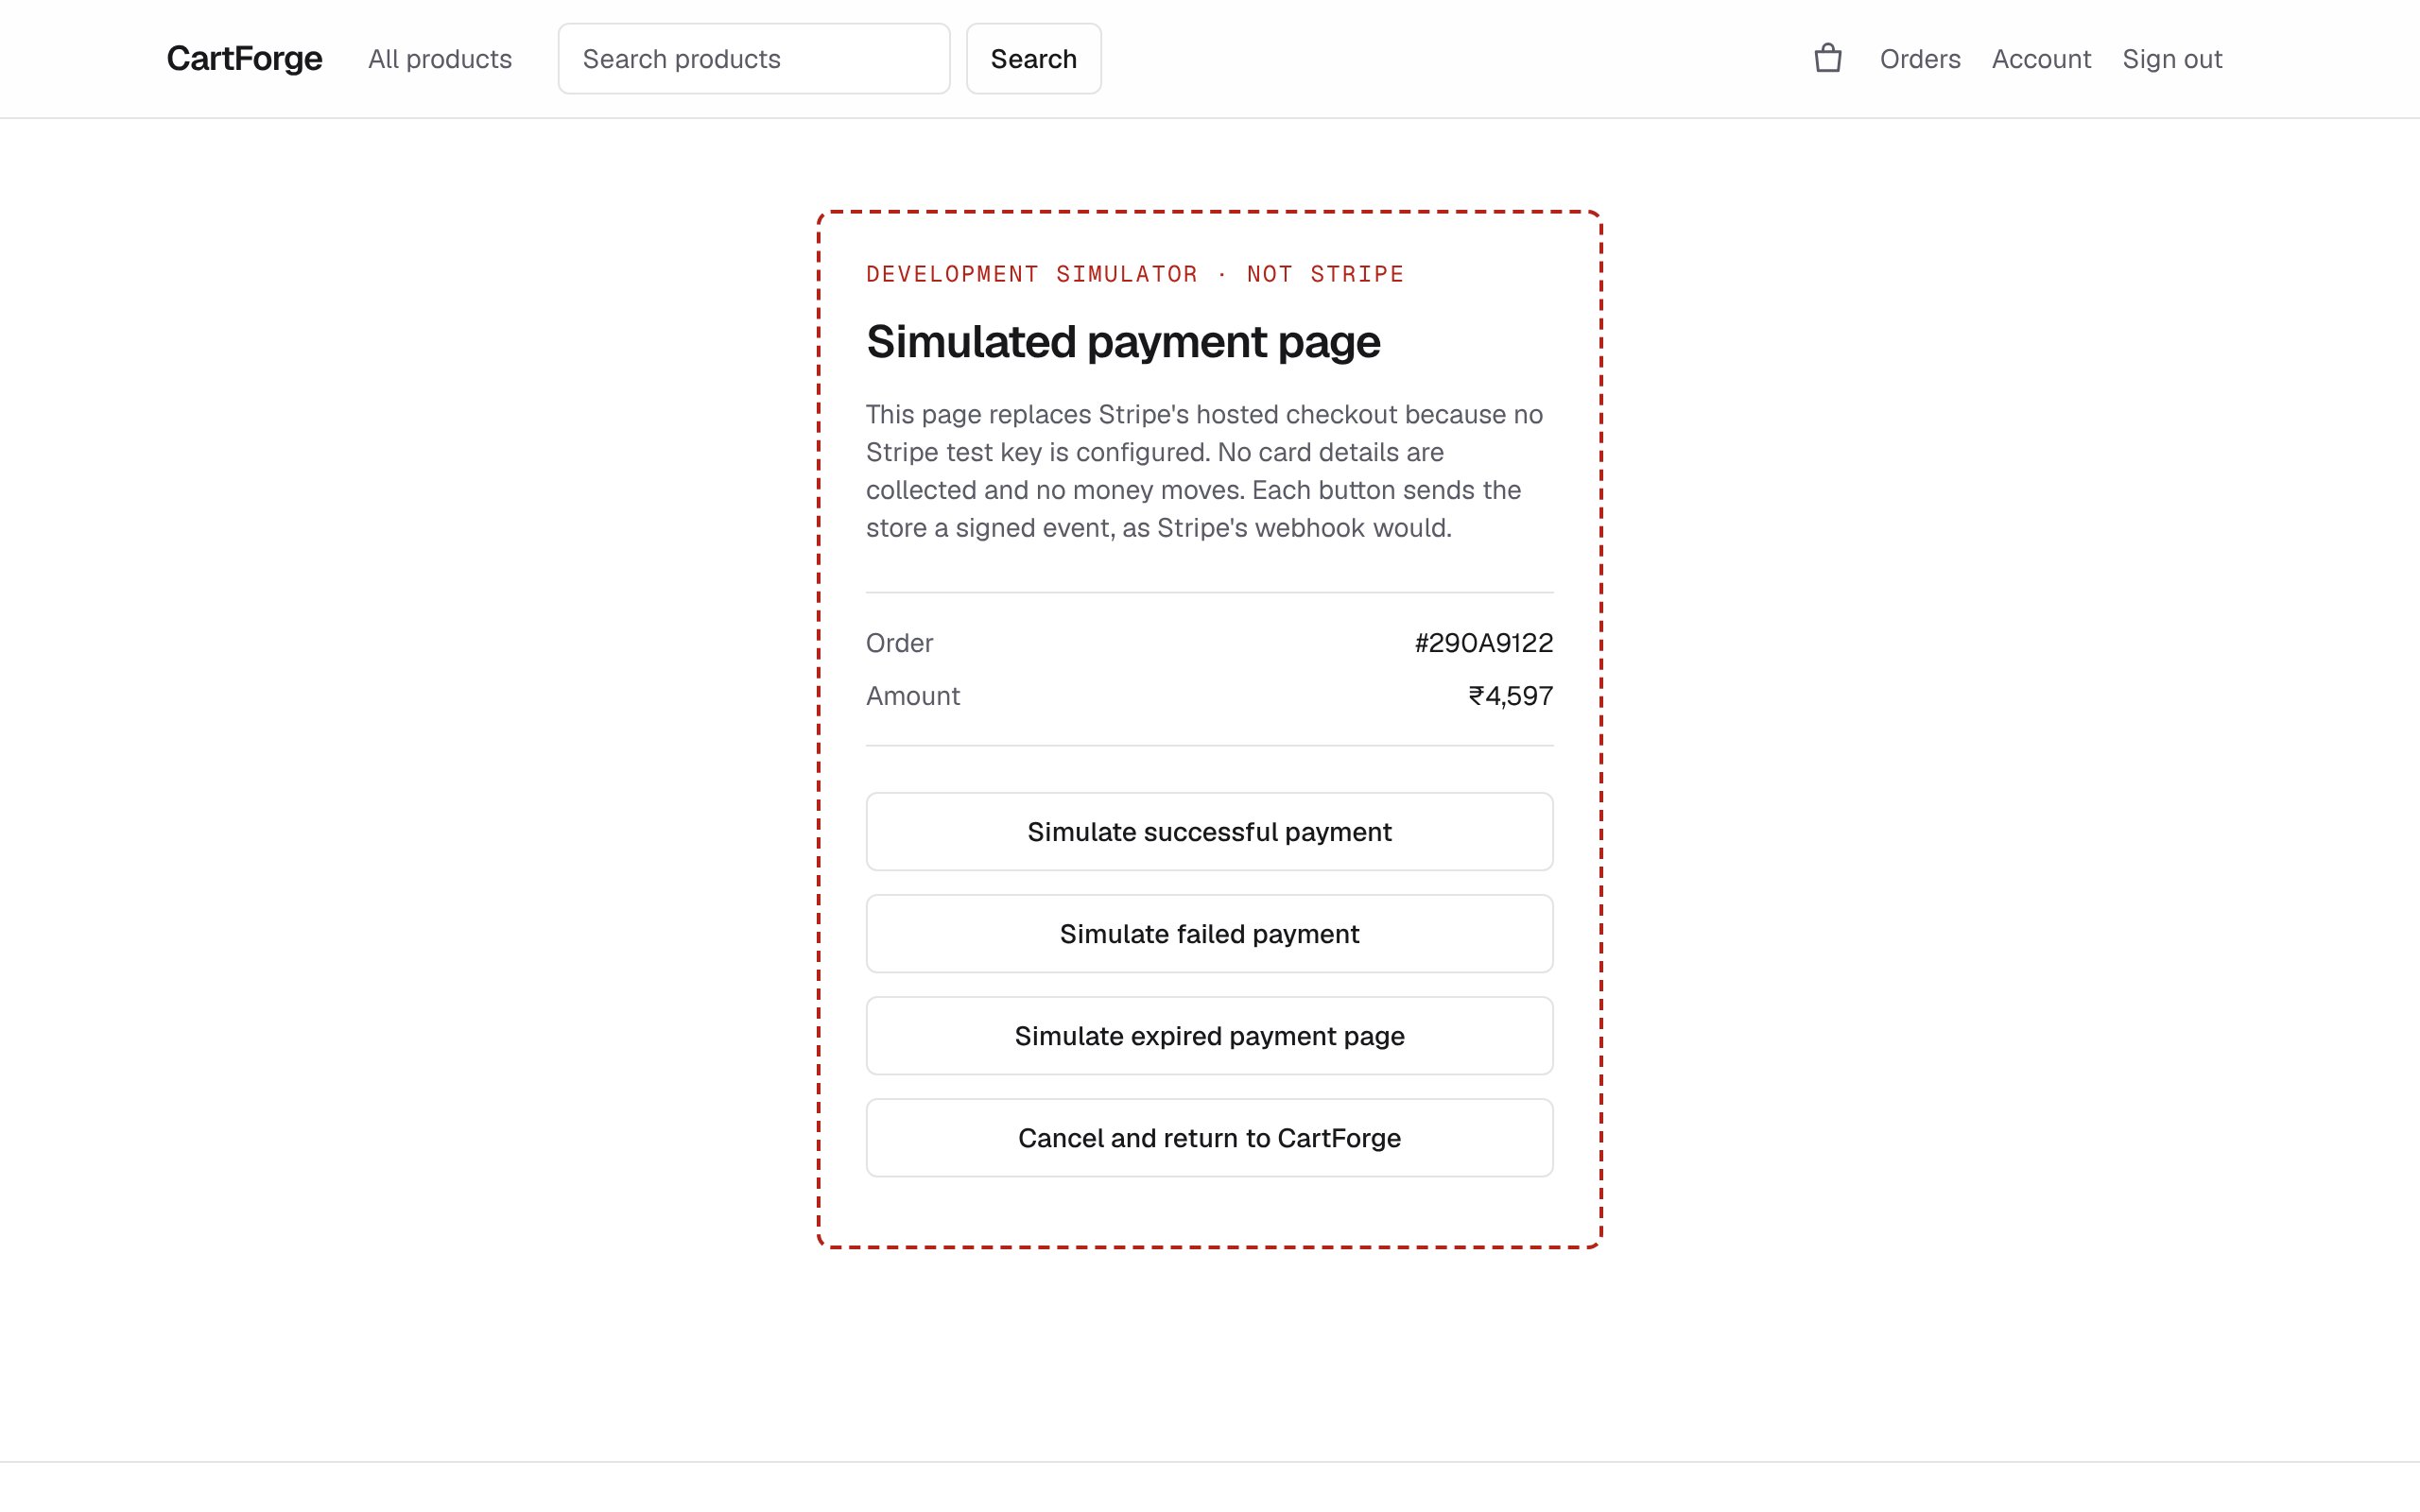 CartForge All products Search products Search Orders Account Sign out
DEVELOPMENT SIMULATOR · NOT STRIPE
Simulated payment page
This page replaces Stripe's hosted checkout because no
Stripe test key is configured. No card details are
collected and no money moves. Each button sends the
store a signed event, as Stripe's webhook would.
Order #290A9122
Amount ₹4,597
Simulate successful payment
Simulate failed payment
Simulate expired payment page
Cancel and return to CartForge